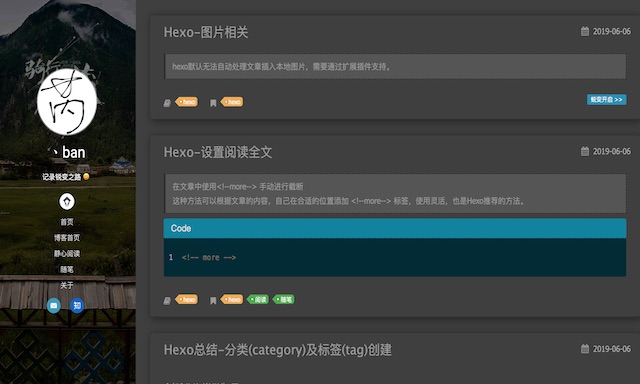 芮
、ban
记录锐变之路
首页
博客首页
静心阅读
随笔
关于
知
Hexo-图片相关
2019-06-06
hexo默认无法自动处理文章插入本地图片，需要通过扩展插件支持。
hexo
hexo
锐变开启 >>
Hexo-设置阅读全文
2019-06-06
在文章中使用<!--more--> 手动进行截断
这种方法可以根据文章的内容，自己在合适的位置添加 <!--more--> 标签，使用灵活，也是Hexo推荐的方法。
Code
1 <!-- more -->
hexo
hexo 阅读 随笔
Hexo总结-分类(category)及标签(tag)创建
2019-06-06